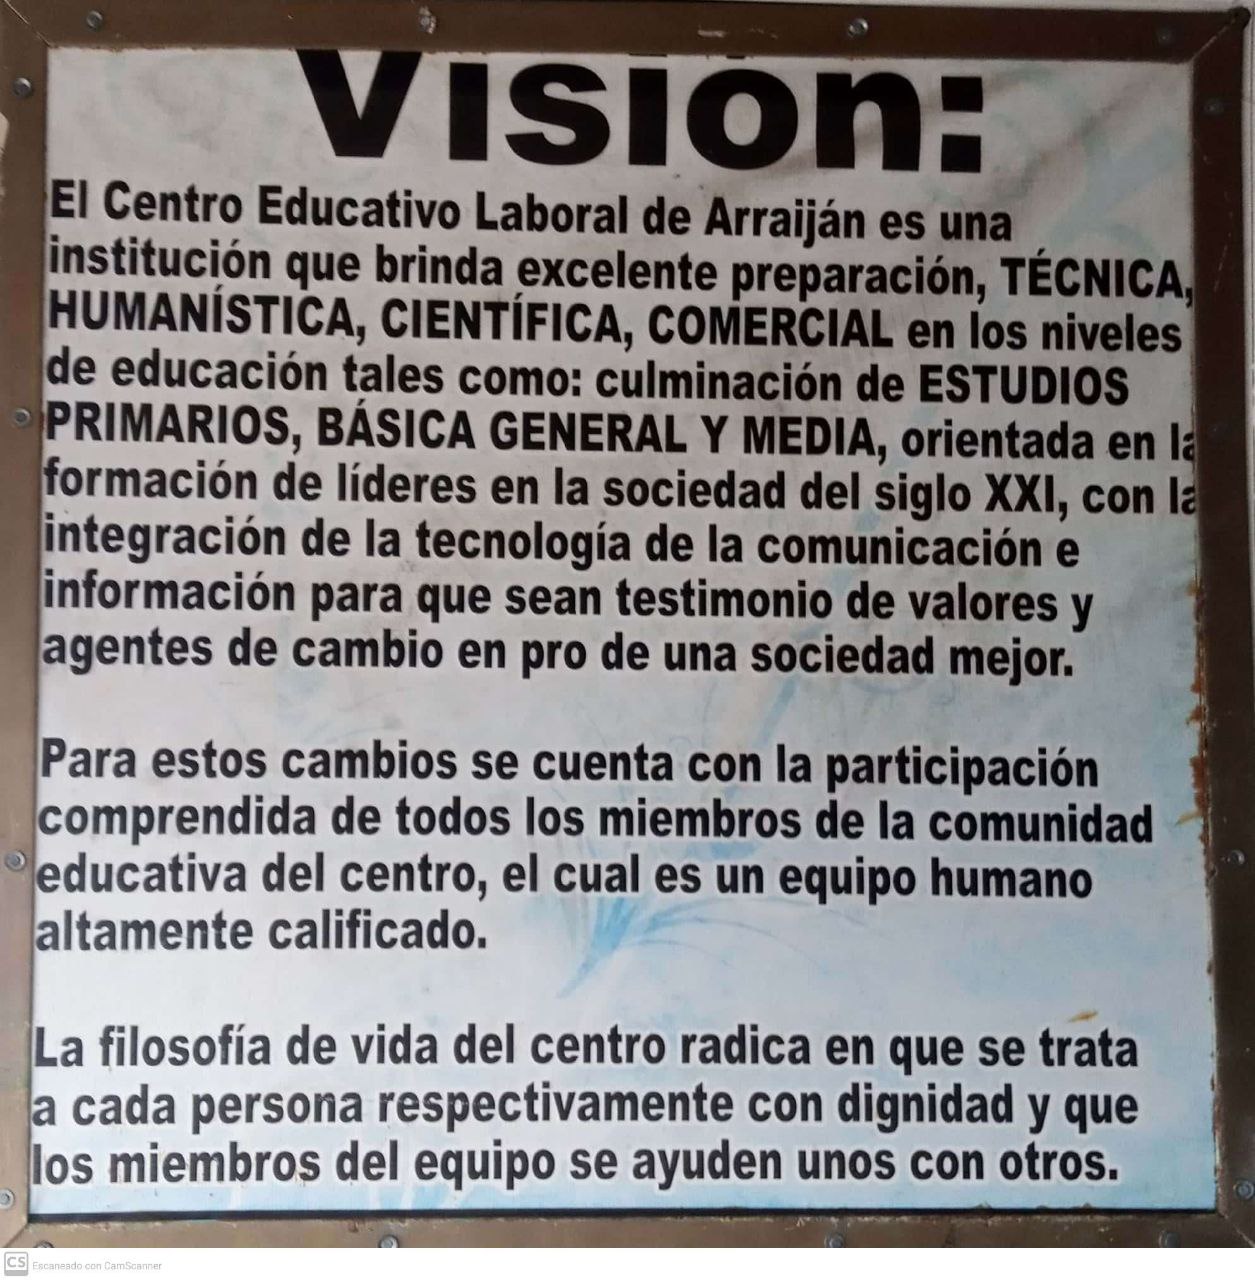 Visión:
El Centro Educativo Laboral de Arraiján es una
institución que brinda excelente preparación, TÉCNICA,
HUMANÍSTICA, CIENTÍFICA, COMERCIAL en los niveles
de educación tales como: culminación de ESTUDIOS
PRIMARIOS, BÁSICA GENERAL Y MEDIA, orientada en la
formación de líderes en la sociedad del siglo XXI, con la
integración de la tecnología de la comunicación e
información para que sean testimonio de valores y
agentes de cambio en pro de una sociedad mejor.
Para estos cambios se cuenta con la participación
comprendida de todos los miembros de la comunidad
educativa del centro, el cual es un equipo humano
altamente calificado.
La filosofía de vida del centro radica en que se trata
a cada persona respectivamente con dignidad y que
los miembros del equipo se ayuden unos con otros.
CS Escaneado con CamScanner